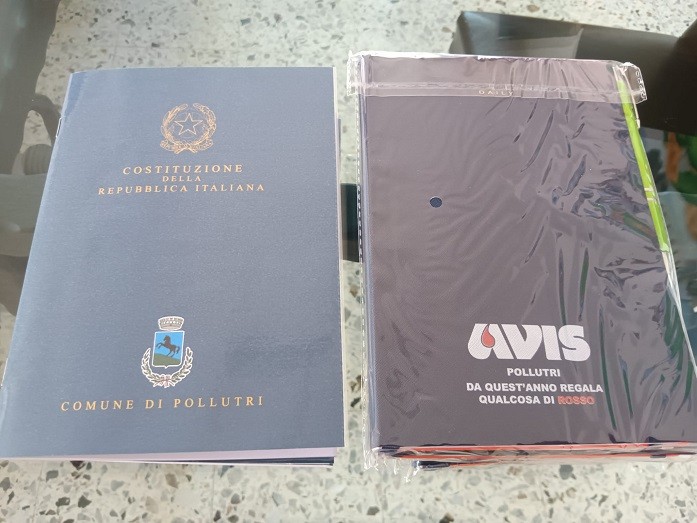 COSTITUZIONE
DELLA
REPUBBLICA ITALIANA
COMUNE DI POLLUTRI
AVIS
POLLUTRI
DA QUEST'ANNO REGALA
QUALCOSA DI ROSSO